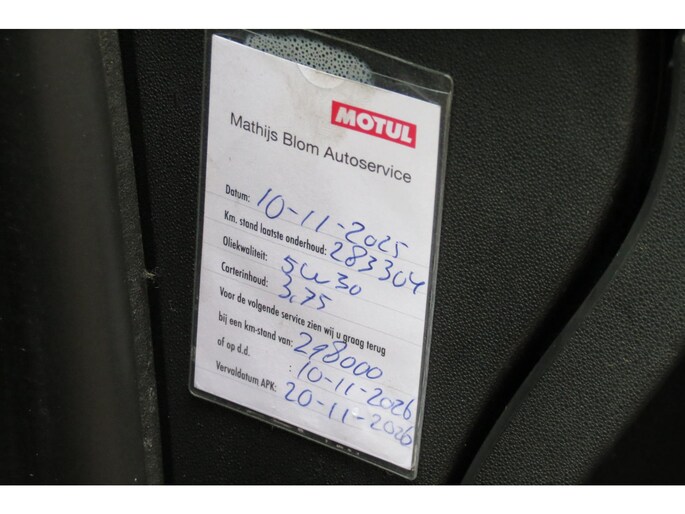 MOTUL
Mathijs Blom Autoservice
Datum: 10-11-2025
Km. stand laatste onderhoud: 283304
Oliekwaliteit: 5w30
Carterinhoud: 3,75
Voor de volgende service zien wij u graag terug
bij een km-stand van: 298000
of op d.d. : 10-11-2026
Vervaldatum APK: 20-11-2026